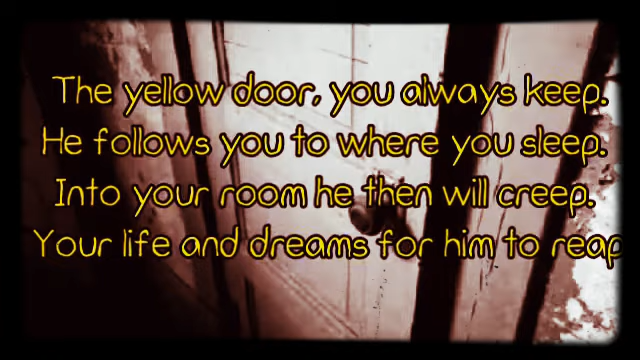 The yellow door, you always keep.
He follows you to where you sleep.
Into your room he then will creep.
Your life and dreams for him to reap